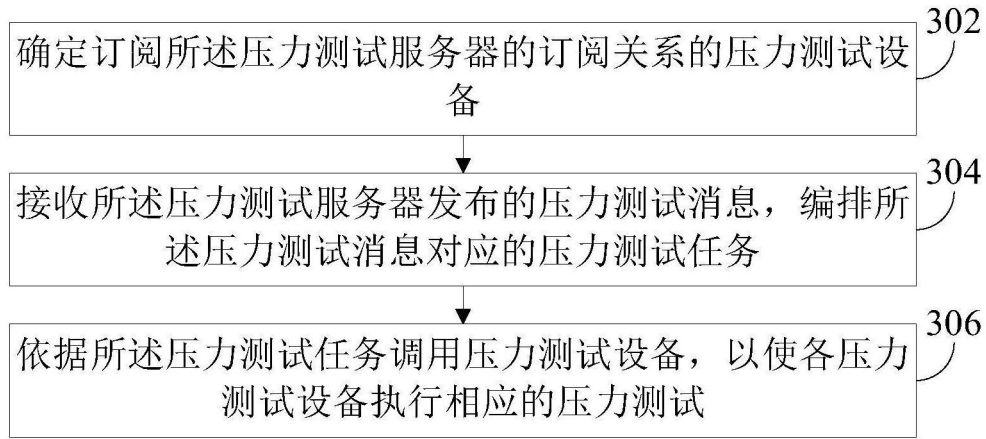 302
确定订阅所述压力测试服务器的订阅关系的压力测试设
备
304
接收所述压力测试服务器发布的压力测试消息，编排所
述压力测试消息对应的压力测试任务
306
依据所述压力测试任务调用压力测试设备，以使各压力
测试设备执行相应的压力测试